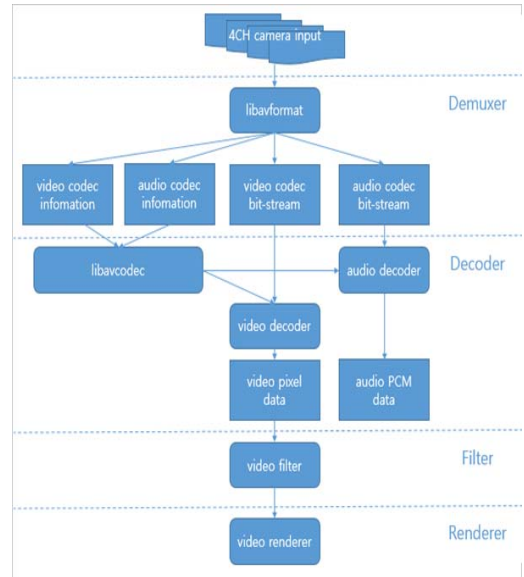 4CH camera input
Demuxer
libavformat
video codec
infomation
audio codec
infomation
video codec
bit-stream
audio codec
bit-stream
Decoder
libavcodec
audio decoder
video decoder
video pixel
data
audio PCM
data
Filter
video filter
Renderer
video renderer